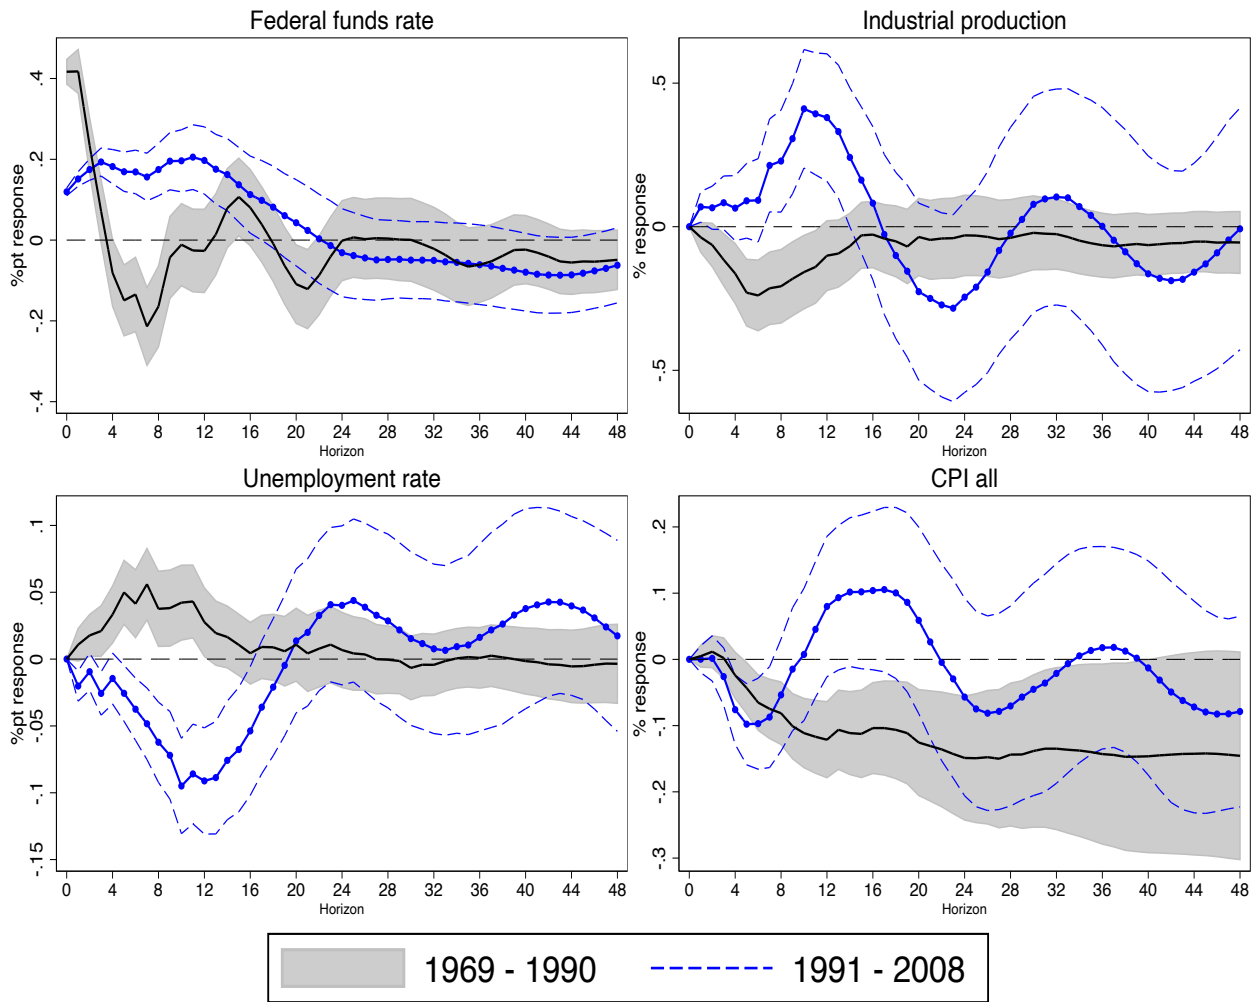 Federal funds rate
%pt response
.4
.2
0
-.2
-.4
0 4 8 12 16 20 24 28 32 36 40 44 48
Horizon
Industrial production
% response
.5
0
-.5
0 4 8 12 16 20 24 28 32 36 40 44 48
Horizon
Unemployment rate
%pt response
.1
.05
0
-.05
-.1
-.15
0 4 8 12 16 20 24 28 32 36 40 44 48
Horizon
CPI all
% response
.2
.1
0
-.1
-.2
-.3
0 4 8 12 16 20 24 28 32 36 40 44 48
Horizon
1969 - 1990
1991 - 2008